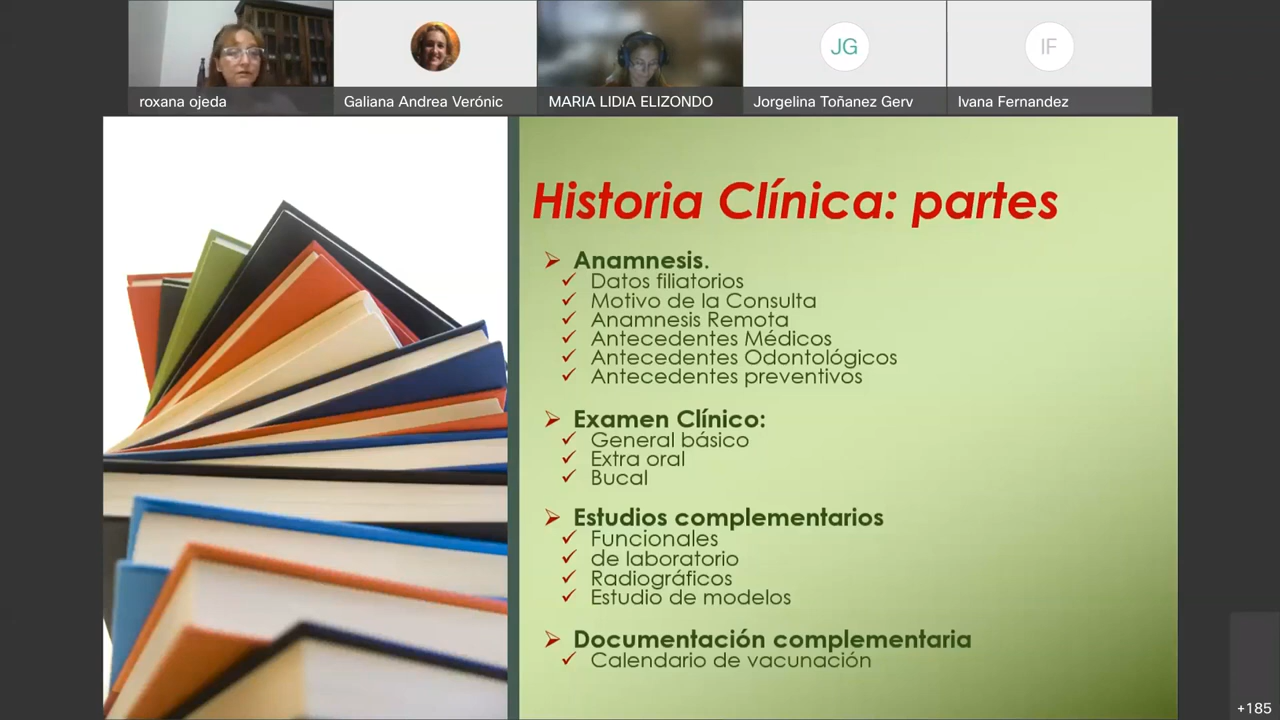 roxana ojeda
Galiana Andrea Verónic
MARIA LIDIA ELIZONDO
JG
Jorgelina Toñanez Gerv
IF
Ivana Fernandez
Historia Clínica: partes
Anamnesis.
Datos filiatorios
Motivo de la Consulta
Anamnesis Remota
Antecedentes Médicos
Antecedentes Odontológicos
Antecedentes preventivos
Examen Clínico:
General básico
Extra oral
Bucal
Estudios complementarios
Funcionales
de laboratorio
Radiográficos
Estudio de modelos
Documentación complementaria
Calendario de vacunación
+185